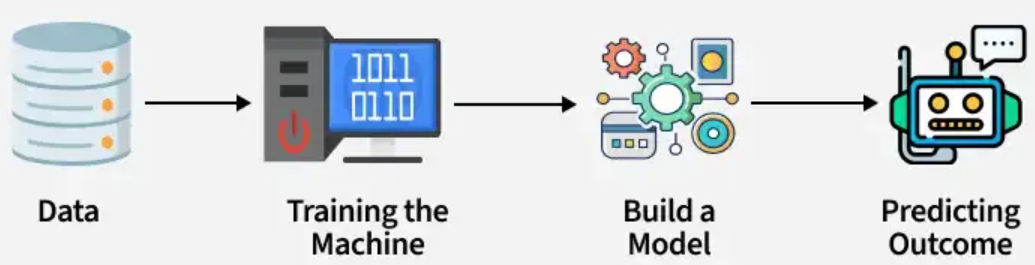 1011
0110
Data
Training the
Machine
Build a
Model
Predicting
Outcome